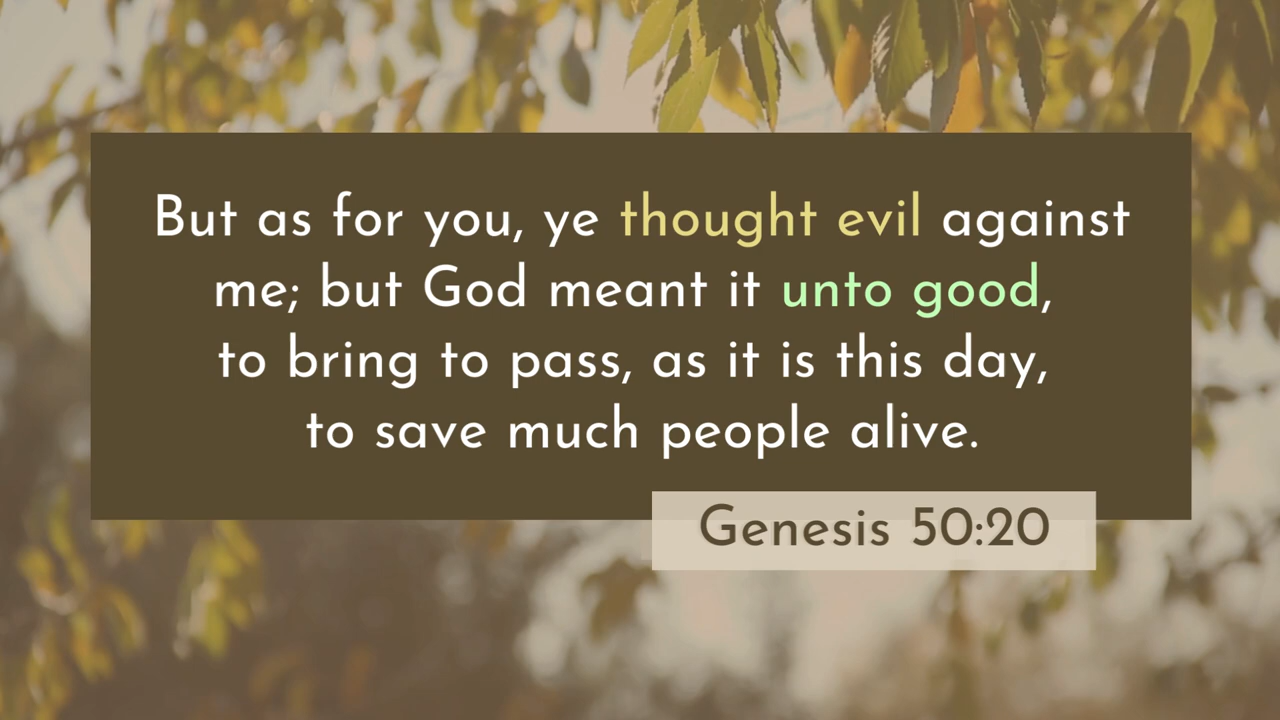 But as for you, ye thought evil against
me; but God meant it unto good,
to bring to pass, as it is this day,
to save much people alive.
Genesis 50:20